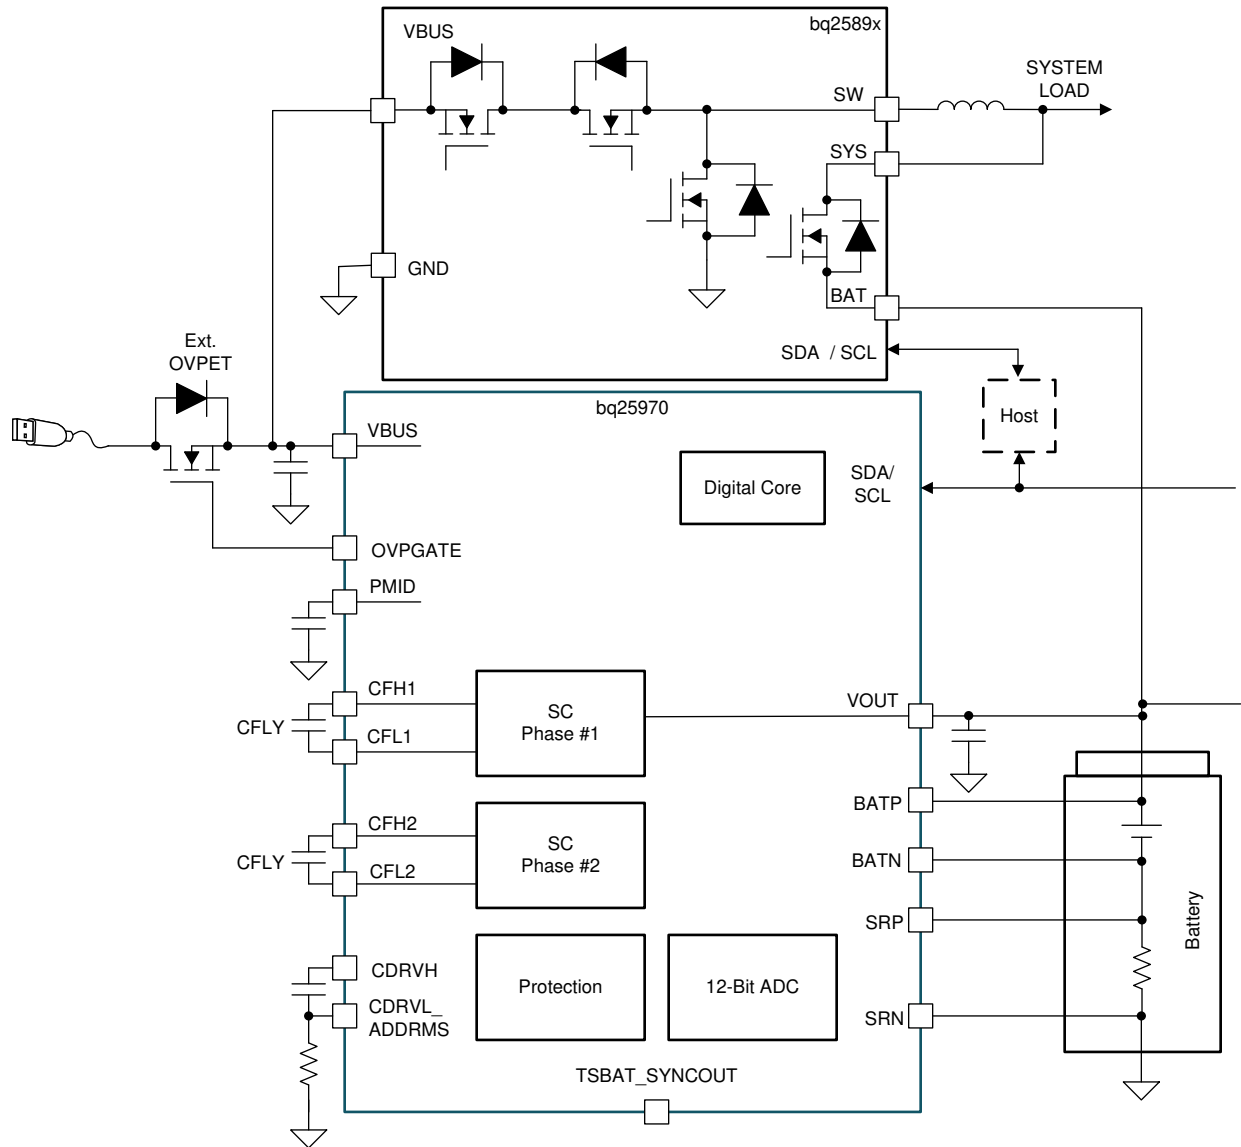 bq2589x
VBUS
SW
SYSTEM
LOAD
SYS
GND
BAT
SDA / SCL
Ext.
OVPET
Host
bq25970
VBUS
Digital Core
SDA/
SCL
OVPGATE
PMID
CFH1
CFLY
CFL1
SC
Phase #1
VOUT
CFH2
CFLY
CFL2
SC
Phase #2
BATP
BATN
SRP
SRN
Battery
CDRVH
CDRVL_
ADDRMS
Protection
12-Bit ADC
TSBAT_SYNCOUT